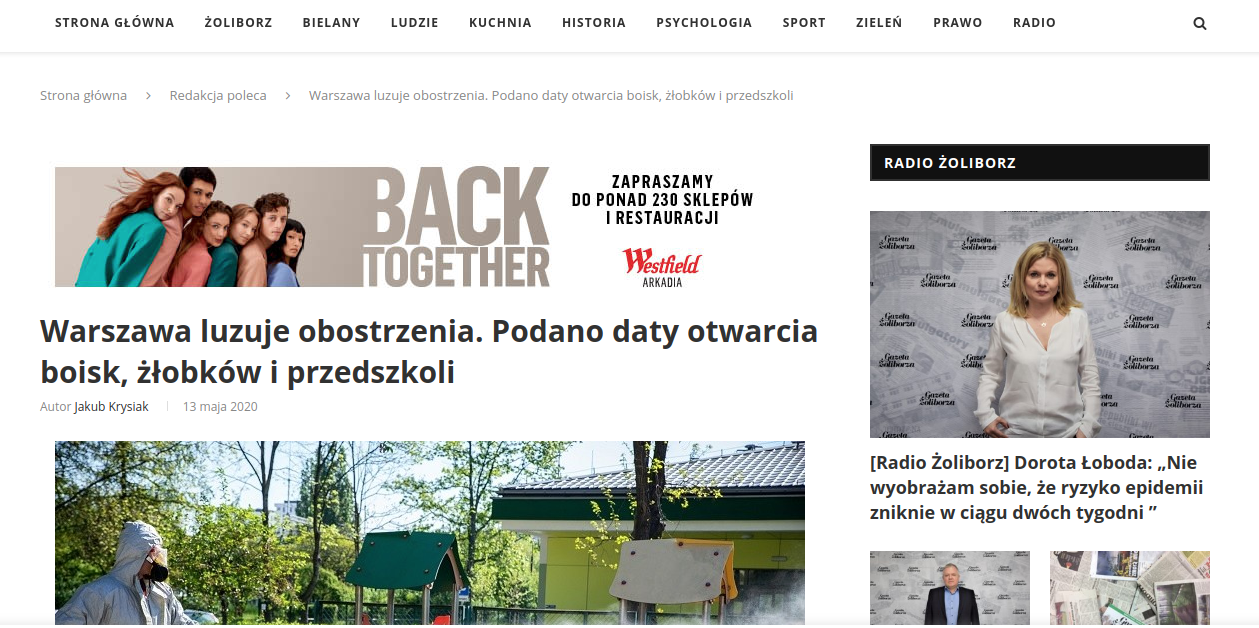 STRONA GŁÓWNA ŻOLIBORZ BIELANY LUDZIE KUCHNIA HISTORIA PSYCHOLOGIA SPORT ZIELEŃ PRAWO RADIO
Strona główna > Redakcja poleca > Warszawa luzuje obostrzenia. Podano daty otwarcia boisk, żłobków i przedszkoli
BACK
TOGETHER
ZAPRASZAMY
DO PONAD 230 SKLEPÓW
I RESTAURACJI
Westfield
ARKADIA
Warszawa luzuje obostrzenia. Podano daty otwarcia
boisk, żłobków i przedszkoli
Autor Jakub Krysiak 13 maja 2020
RADIO ŻOLIBORZ
Gazeta
Żoliborza
[Radio Żoliborz] Dorota Łoboda: „Nie
wyobrażam sobie, że ryzyko epidemii
zniknie w ciągu dwóch tygodni ”